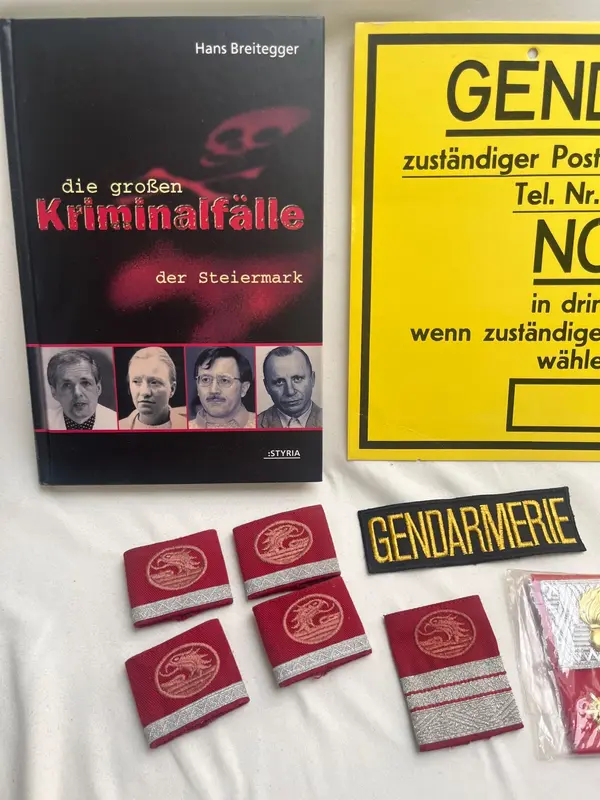 Hans Breitegger
die großen
Kriminalfälle
der Steiermark
:STYRIA
GEND
zuständiger Post
Tel. Nr.
NO
in drin
wenn zuständige
wähle
GENDARMERIE